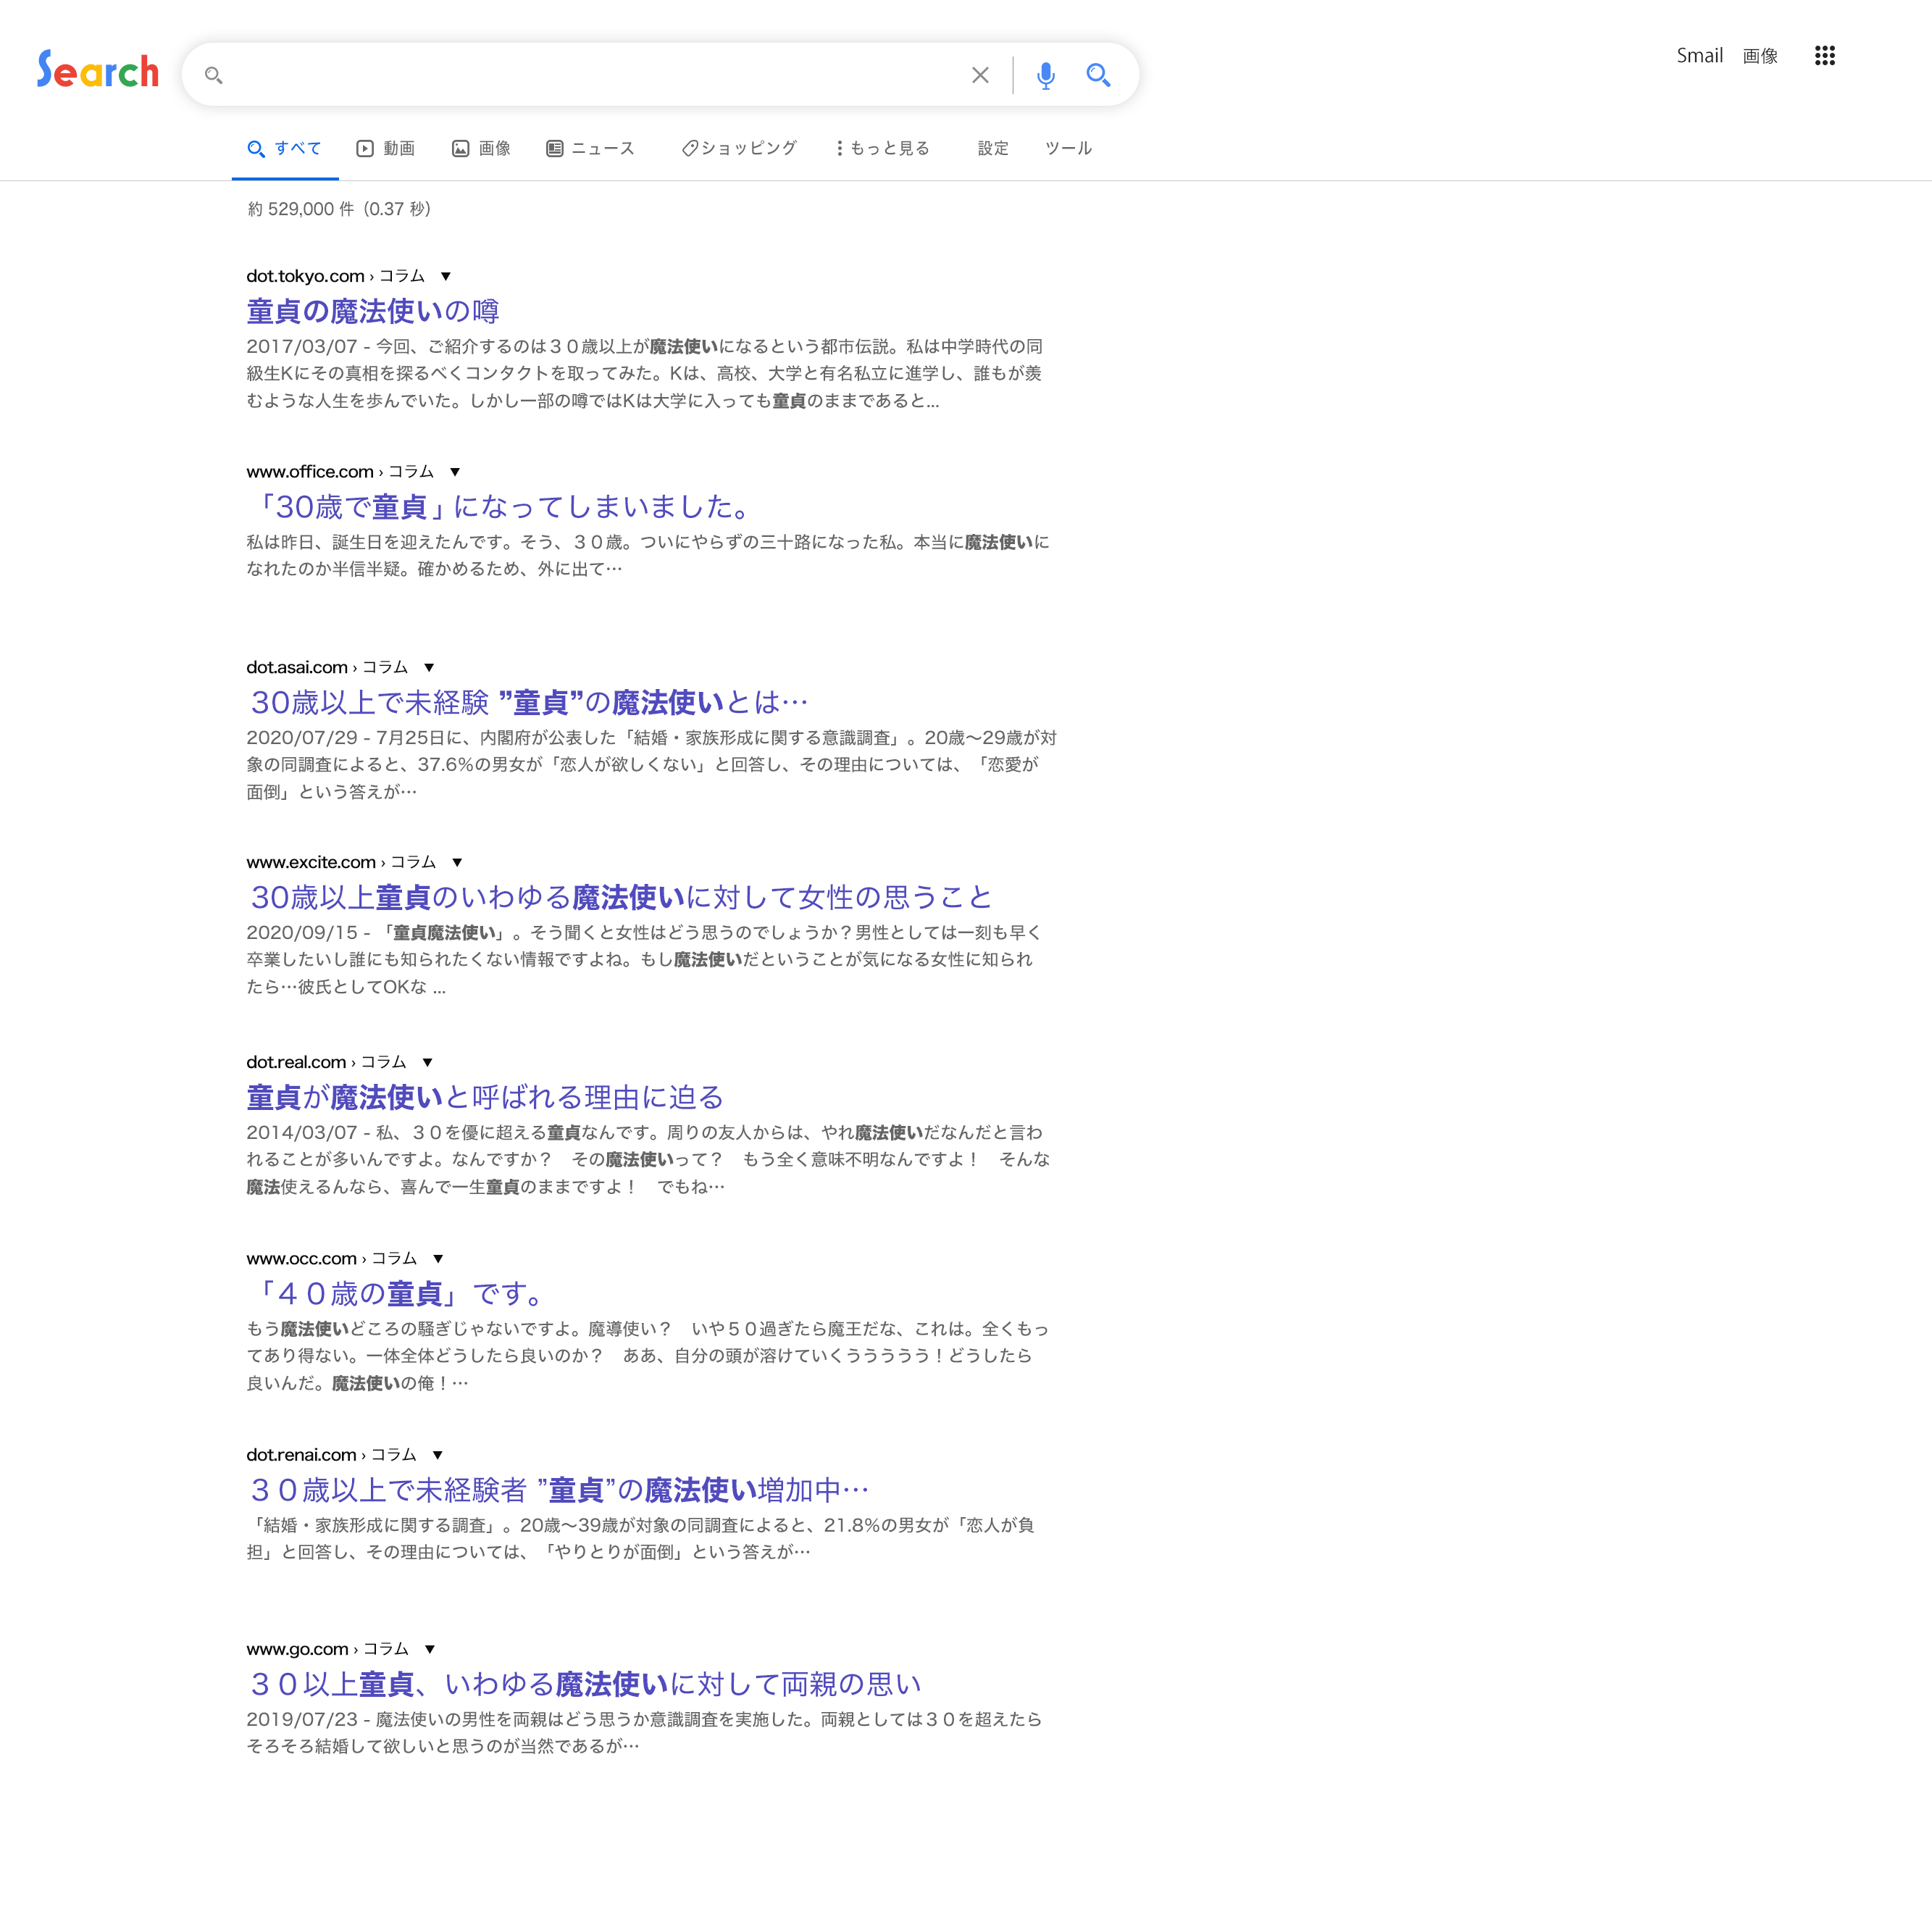 Search
Smail 画像
すべて 動画 画像 ニュース ショッピング もっと見る 設定 ツール
約 529,000 件（0.37 秒）
dot.tokyo.com › コラム ▼
童貞の魔法使いの噂
2017/03/07 - 今回、ご紹介するのは３０歳以上が魔法使いになるという都市伝説。私は中学時代の同
級生Kにその真相を探るべくコンタクトを取ってみた。Kは、高校、大学と有名私立に進学し、誰もが羨
むような人生を歩んでいた。しかし一部の噂ではKは大学に入っても童貞のままであると...
www.office.com › コラム ▼
「30歳で童貞」になってしまいました。
私は昨日、誕生日を迎えたんです。そう、３０歳。ついにやらずの三十路になった私。本当に魔法使いに
なれたのか半信半疑。確かめるため、外に出て…
dot.asai.com › コラム ▼
30歳以上で未経験 ”童貞”の魔法使いとは…
2020/07/29 - 7月25日に、内閣府が公表した「結婚・家族形成に関する意識調査」。20歳〜29歳が対
象の同調査によると、37.6%の男女が「恋人が欲しくない」と回答し、その理由については、「恋愛が
面倒」という答えが…
www.excite.com › コラム ▼
30歳以上童貞のいわゆる魔法使いに対して女性の思うこと
2020/09/15 - 「童貞魔法使い」。そう聞くと女性はどう思うのでしょうか？男性としては一刻も早く
卒業したいし誰にも知られたくない情報ですよね。もし魔法使いだということが気になる女性に知られ
たら…彼氏としてOKな ...
dot.real.com › コラム ▼
童貞が魔法使いと呼ばれる理由に迫る
2014/03/07 - 私、３０を優に超える童貞なんです。周りの友人からは、やれ魔法使いだなんだと言わ
れることが多いんですよ。なんですか？　その魔法使いって？　もう全く意味不明なんですよ！　そんな
魔法使えるんなら、喜んで一生童貞のままですよ！　でもね…
www.occ.com › コラム ▼
「４０歳の童貞」です。
もう魔法使いどころの騒ぎじゃないですよ。魔導使い？　いや５０過ぎたら魔王だな、これは。全くもっ
てあり得ない。一体全体どうしたら良いのか？　ああ、自分の頭が溶けていくううううう！どうしたら
良いんだ。魔法使いの俺！…
dot.renai.com › コラム ▼
３０歳以上で未経験者 ”童貞”の魔法使い増加中…
「結婚・家族形成に関する調査」。20歳〜39歳が対象の同調査によると、21.8%の男女が「恋人が負
担」と回答し、その理由については、「やりとりが面倒」という答えが…
www.go.com › コラム ▼
３０以上童貞、いわゆる魔法使いに対して両親の思い
2019/07/23 - 魔法使いの男性を両親はどう思うか意識調査を実施した。両親としては３０を超えたら
そろそろ結婚して欲しいと思うのが当然であるが…